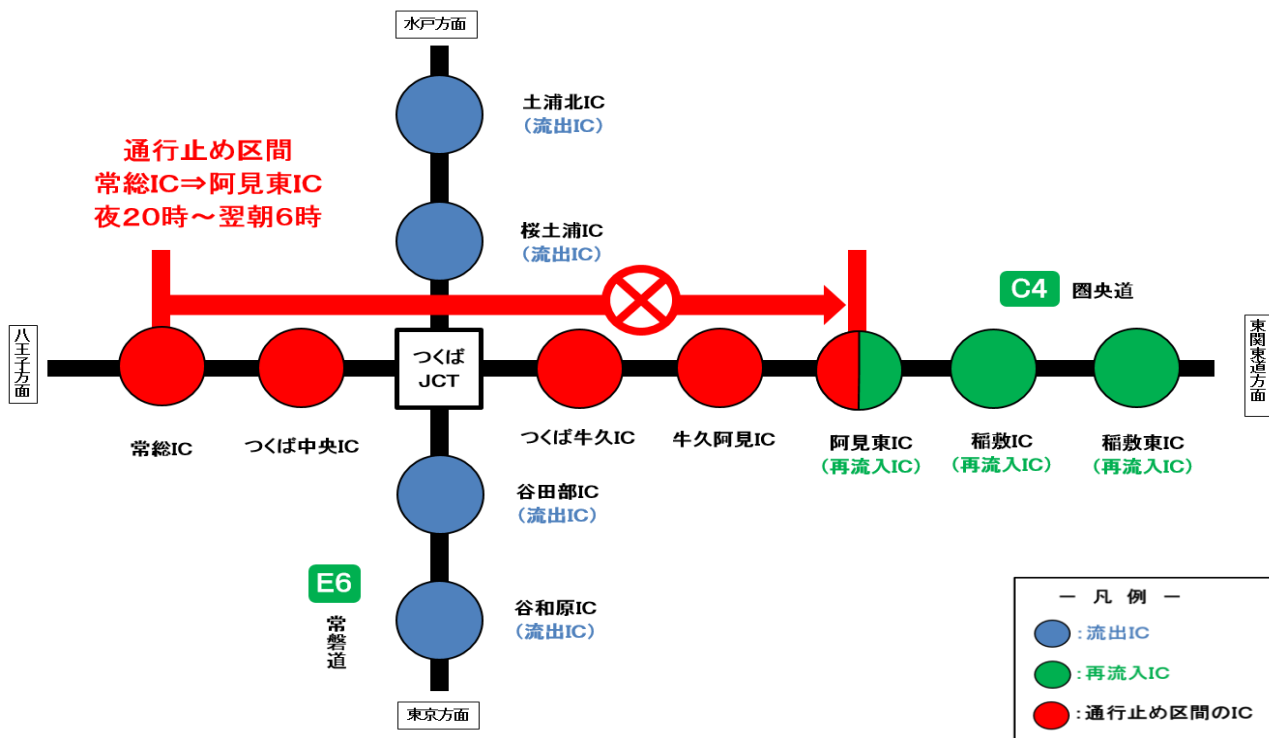 水戸方面
土浦北IC
(流出IC)
通行止め区間
常総IC⇒阿見東IC
夜20時～翌朝6時
桜土浦IC
(流出IC)
C4 圏央道
八王子方面
つくば
JCT
東関東道方面
常総IC
つくば中央IC
つくば牛久IC
牛久阿見IC
阿見東IC
(再流入IC)
稲敷IC
(再流入IC)
稲敷東IC
(再流入IC)
谷田部IC
(流出IC)
E6
常磐道
谷和原IC
(流出IC)
東京方面
－ 凡 例 －
:流出IC
:再流入IC
:通行止め区間のIC